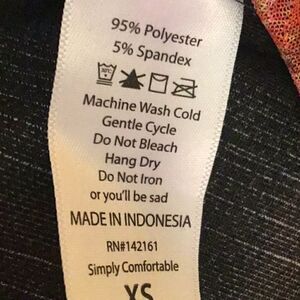 95% Polyester
5% Spandex
Machine Wash Cold
Gentle Cycle
Do Not Bleach
Hang Dry
Do Not Iron
or you'll be sad
MADE IN INDONESIA
RN#142161
Simply Comfortable
XS